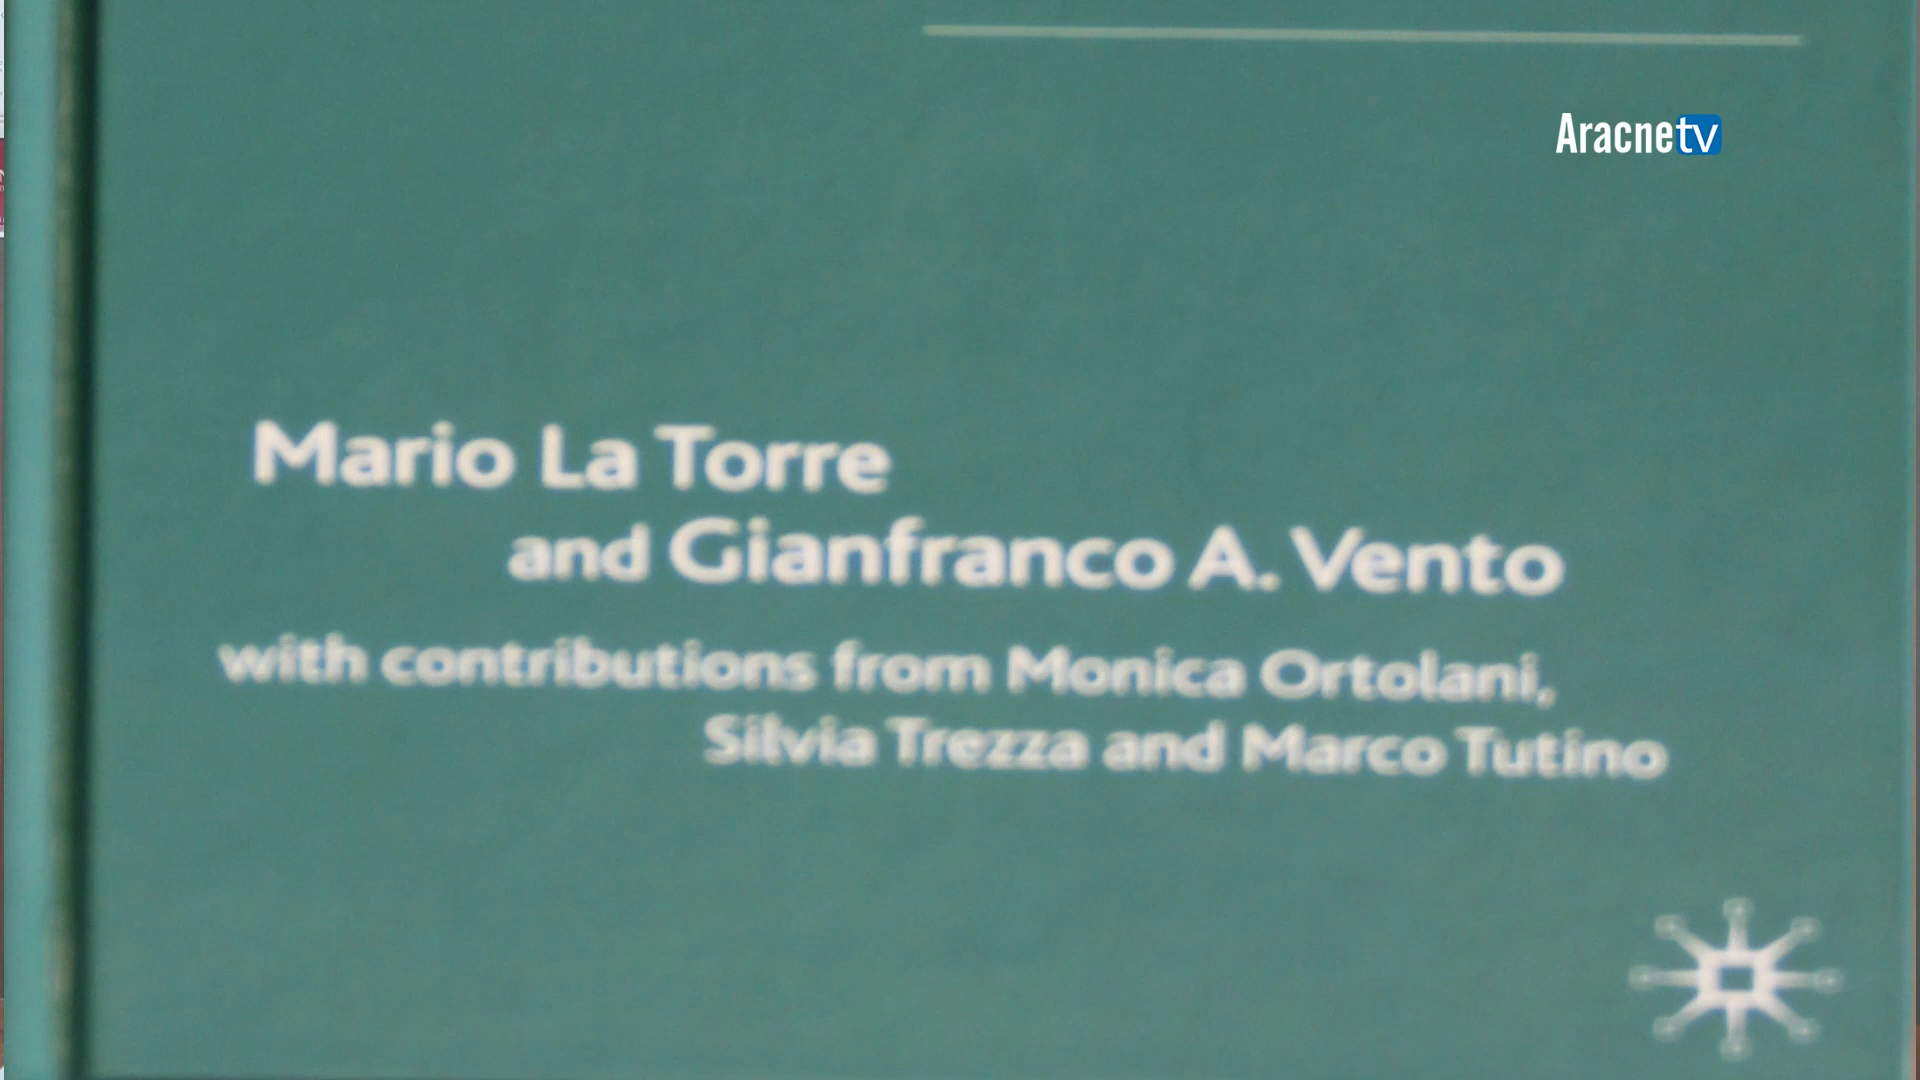 Aracnetv
Mario La Torre
and Gianfranco A. Vento
with contributions from Monica Ortolani,
Silvia Trezza and Marco Tutino